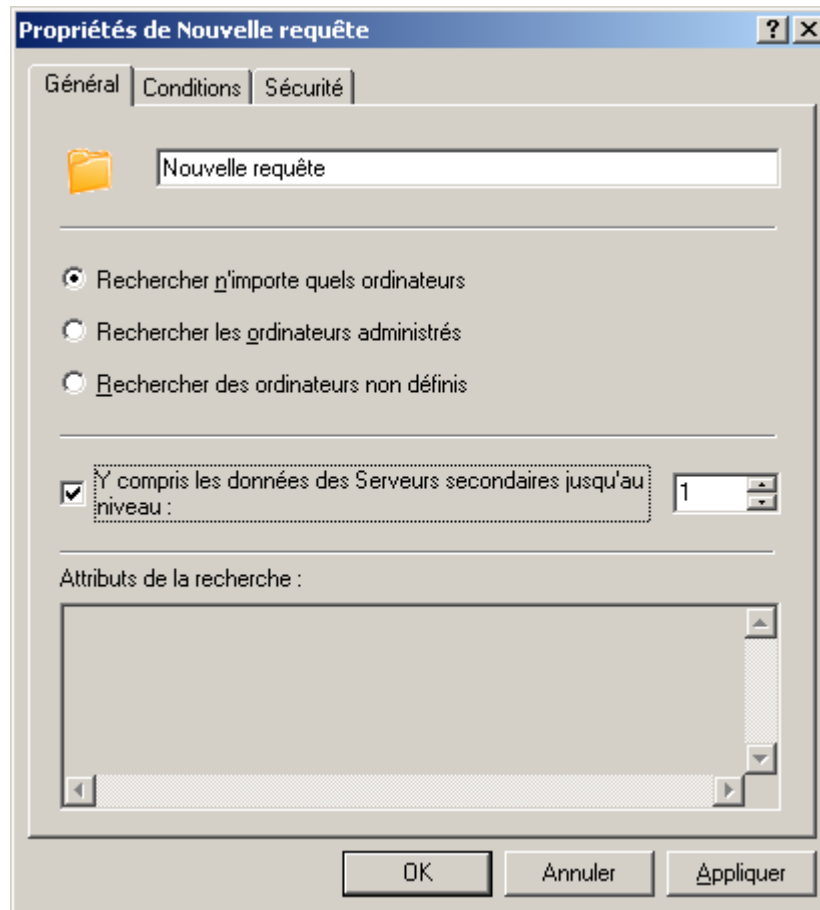 Propriétés de Nouvelle requête
Général Conditions Sécurité
Nouvelle requête
Rechercher n'importe quels ordinateurs
Rechercher les ordinateurs administrés
Rechercher des ordinateurs non définis
Y compris les données des Serveurs secondaires jusqu'au
niveau :
1
Attributs de la recherche :
OK Annuler Appliquer